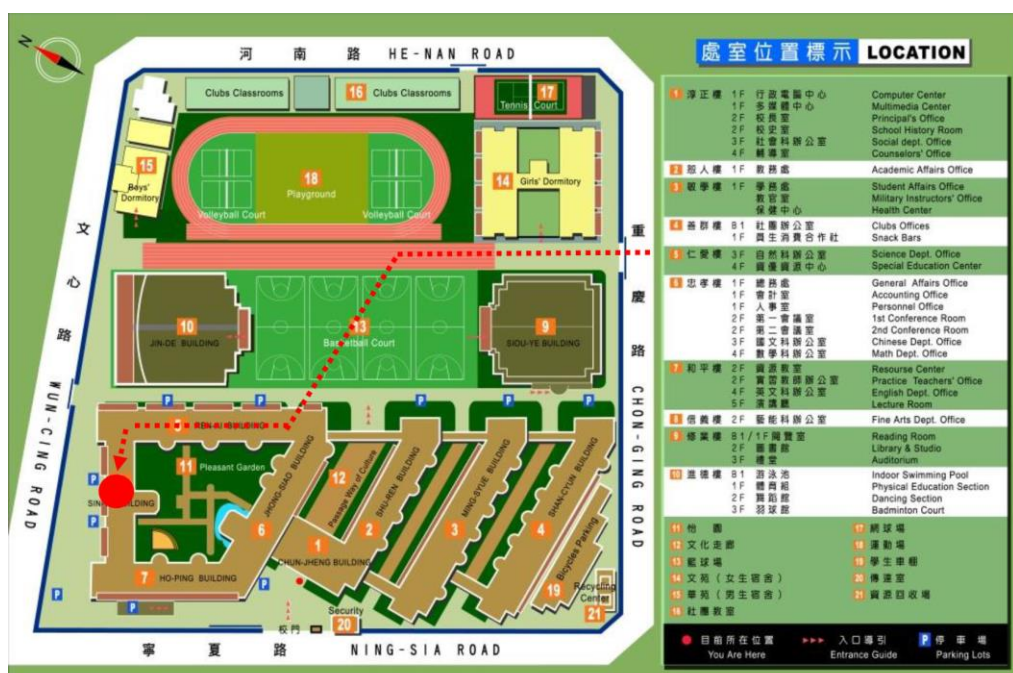 N
河 南 路 HE-NAN ROAD
Clubs Classrooms
16 Clubs Classrooms
17
Tennis Court
15
Boys'
Dormitory
18
Playground
Volleyball Court
Volleyball Court
14 Girls' Dormitory
文 心 路 WUN-CING ROAD
重 慶 路 CHON-GING ROAD
10
JIN-DE BUILDING
13
Basketball Court
9
SIOU-YE BUILDING
P P P P P
BUILDING
11 Pleasant Garden
JHONG-SIAO BUILDING
6
12
Passage Way of Culture
SHU-REN BUILDING
2
MING-SYUE BUILDING
3
SHAN-CYUN BUILDING
4
P
BUILDING
P
1
CHUN-JHENG BUILDING
7 HO-PING BUILDING
Bicycles Parking
19
Recycling
Center
21
P
P
P
Security
20
校門
寧 夏 路 NING-SIA ROAD
處室位置標示 LOCATION
1 淳正樓 1F 行政電腦中心 Computer Center
1F 多媒體中心 Multimedia Center
2F 校長室 Principal's Office
2F 校史室 School History Room
3F 社會科辦公室 Social dept. Office
4F 輔導室 Counselors' Office
2 恕人樓 1F 教務處 Academic Affairs Office
3 敬學樓 1F 學務處 Student Affairs Office
教官室 Military Instructors' Office
保健中心 Health Center
4 善群樓 B1 社團辦公室 Clubs Offices
1F 員生消費合作社 Snack Bars
5 仁愛樓 3F 自然科辦公室 Science Dept. Office
4F 資優資源中心 Special Education Center
6 忠孝樓 1F 總務處 General Affairs Office
1F 會計室 Accounting Office
1F 人事室 Personnel Office
2F 第一會議室 1st Conference Room
2F 第二會議室 2nd Conference Room
3F 國文科辦公室 Chinese Dept. Office
4F 數學科辦公室 Math Dept. Office
7 和平樓 2F 資源教室 Resourse Center
2F 實習教師辦公室 Practice Teachers' Office
4F 英文科辦公室 English Dept. Office
5F 演講廳 Lecture Room
8 信義樓 2F 藝能科辦公室 Fine Arts Dept. Office
9 修業樓 B1/1F閱覽室 Reading Room
2F 圖書館 Library & Studio
3F 禮堂 Auditorium
10 進德樓 B1 游泳池 Indoor Swimming Pool
1F 體育組 Physical Education Section
2F 舞蹈館 Dancing Section
3F 羽球館 Badminton Court
11 怡園
12 文化走廊
13 籃球場
14 文苑（女生宿舍）
15 華苑（男生宿舍）
16 社團教室
17 網球場
18 運動場
19 學生車棚
20 傳達室
21 資源回收場
目前所在位置 入口導引 P 停車場
You Are Here Entrance Guide Parking Lots